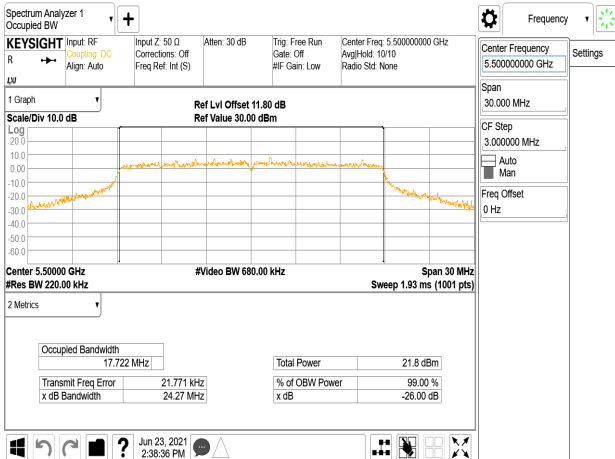 Spectrum Analyzer 1
Occupied BW
Frequency
KEYSIGHT
R
Input: RF
Coupling: DC
Align: Auto
Input Z: 50 Ω
Corrections: Off
Freq Ref: Int (S)
Atten: 30 dB
Trig: Free Run
Gate: Off
#IF Gain: Low
Center Freq: 5.500000000 GHz
Avg|Hold: 10/10
Radio Std: None
Center Frequency
5.500000000 GHz
Settings
Span
30.000 MHz
CF Step
3.000000 MHz
Auto
Man
Freq Offset
0 Hz
1 Graph
Scale/Div 10.0 dB
Ref Lvl Offset 11.80 dB
Ref Value 30.00 dBm
Log
20.0
10.0
0.00
-10.0
-20.0
-30.0
-40.0
-50.0
-60.0
Center 5.50000 GHz
#Res BW 220.00 kHz
#Video BW 680.00 kHz
Span 30 MHz
Sweep 1.93 ms (1001 pts)
2 Metrics
Occupied Bandwidth
17.722 MHz
Total Power 21.8 dBm
Transmit Freq Error 21.771 kHz
% of OBW Power 99.00 %
x dB Bandwidth 24.27 MHz
x dB -26.00 dB
?
Jun 23, 2021
2:38:36 PM